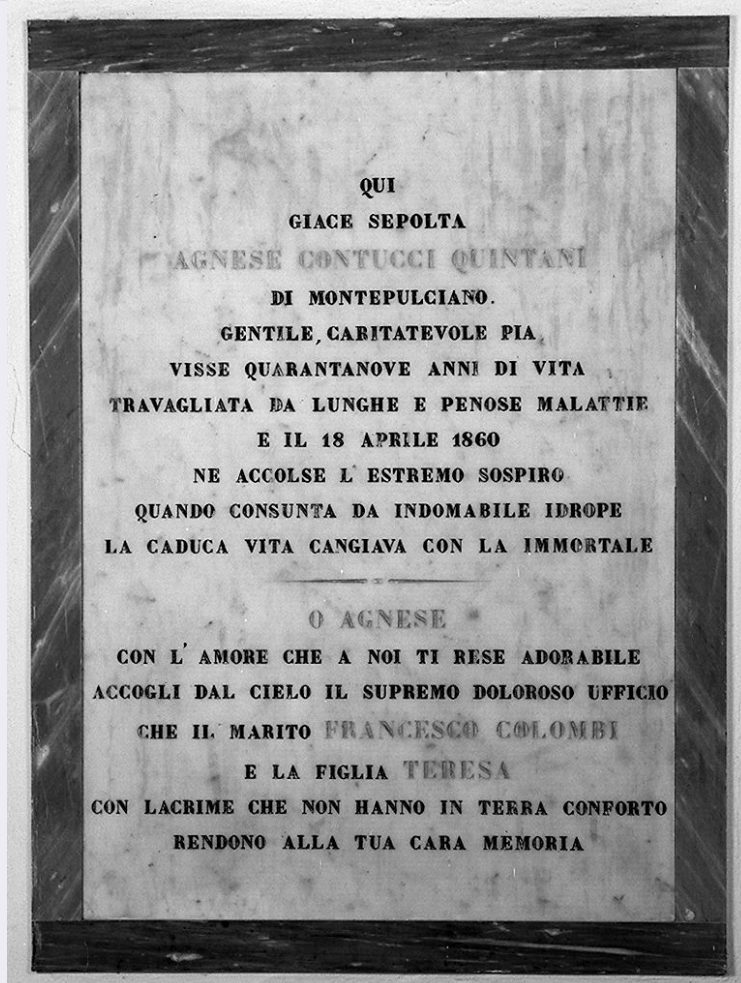 QUI
GIACE SEPOLTA
AGNESE CONTUCCI QUINTANI
DI MONTEPULCIANO.
GENTILE, CARITATEVOLE PIA,
VISSE QUARANTANOVE ANNI DI VITA
TRAVAGLIATA DA LUNGHE E PENOSE MALATTIE
E IL 18 APRILE 1860
NE ACCOLSE L' ESTREMO SOSPIRO
QUANDO CONSUNTA DA INDOMABILE IDROPE
LA CADUCA VITA CANGIAVA CON LA IMMORTALE
O AGNESE
CON L' AMORE CHE A NOI TI RESE ADORABILE
ACCOGLI DAL CIELO IL SUPREMO DOLOROSO UFFICIO
CHE IL MARITO FRANCESCO COLOMBI
E LA FIGLIA TERESA
CON LACRIME CHE NON HANNO IN TERRA CONFORTO
RENDONO ALLA TUA CARA MEMORIA